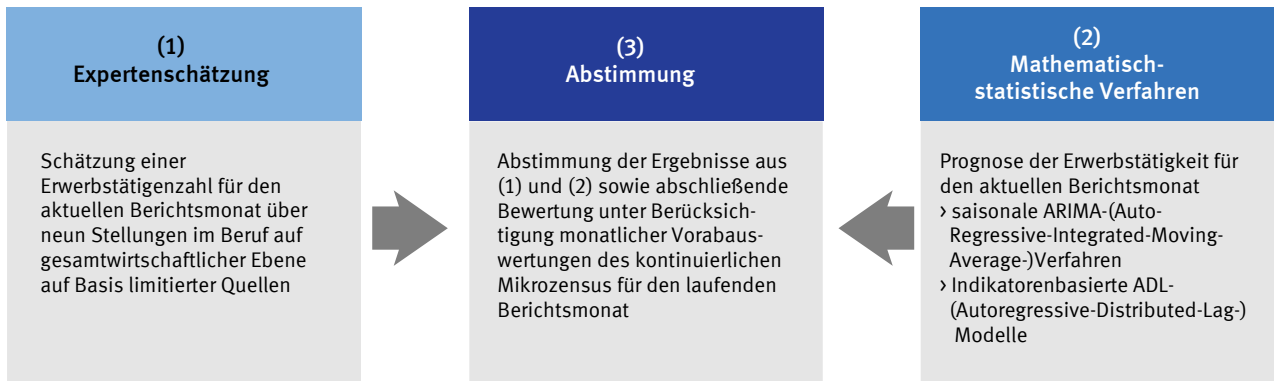 (1)
Expertenschätzung
Schätzung einer
Erwerbstätigenzahl für den
aktuellen Berichtsmonat über
neun Stellungen im Beruf auf
gesamtwirtschaftlicher Ebene
auf Basis limitierter Quellen
(3)
Abstimmung
Abstimmung der Ergebnisse aus
(1) und (2) sowie abschließende
Bewertung unter Berücksich-
tigung monatlicher Vorabaus-
wertungen des kontinuierlichen
Mikrozensus für den laufenden
Berichtsmonat
(2)
Mathematisch-
statistische Verfahren
Prognose der Erwerbstätigkeit für
den aktuellen Berichtsmonat
› saisonale ARIMA-(Auto-
Regressive-Integrated-Moving-
Average-)Verfahren
› Indikatorenbasierte ADL-
(Autoregressive-Distributed-Lag-)
Modelle